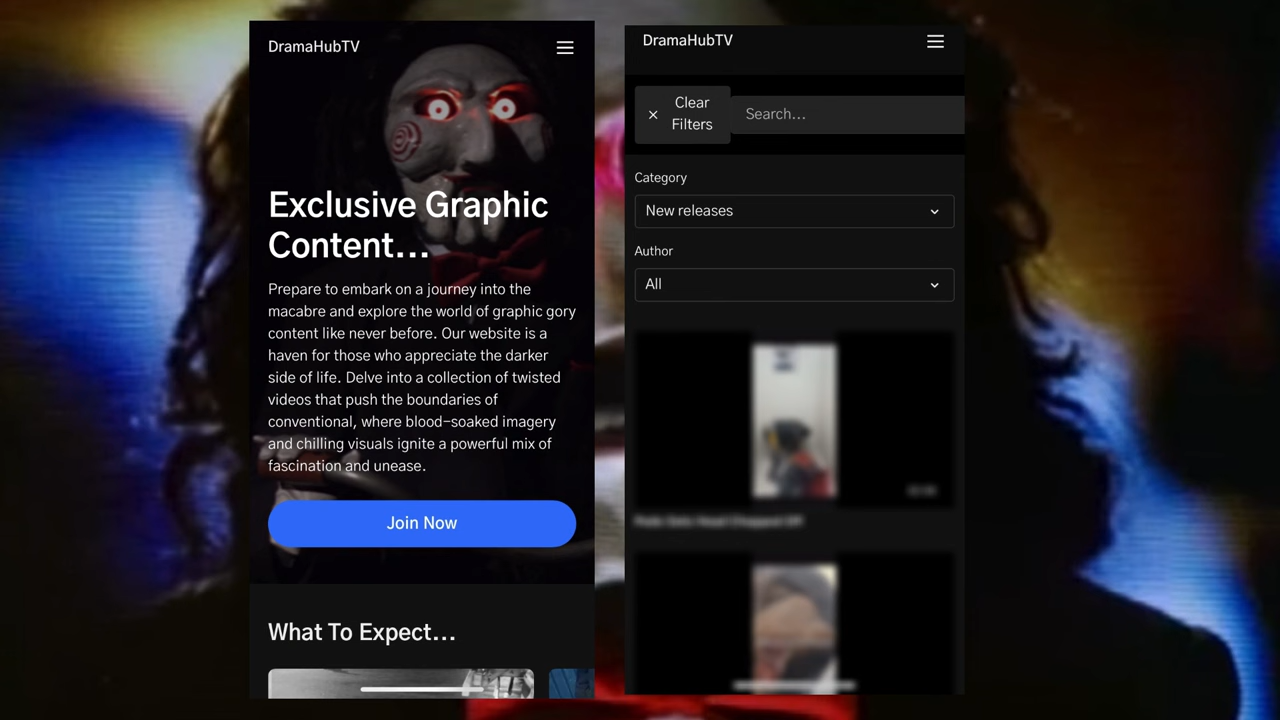 DramaHubTV
Exclusive Graphic
Content...
Prepare to embark on a journey into the
macabre and explore the world of graphic gory
content like never before. Our website is a
haven for those who appreciate the darker
side of life. Delve into a collection of twisted
videos that push the boundaries of
conventional, where blood-soaked imagery
and chilling visuals ignite a powerful mix of
fascination and unease.
Join Now
What To Expect...
DramaHubTV
Clear
Filters
Search...
Category
New releases
Author
All